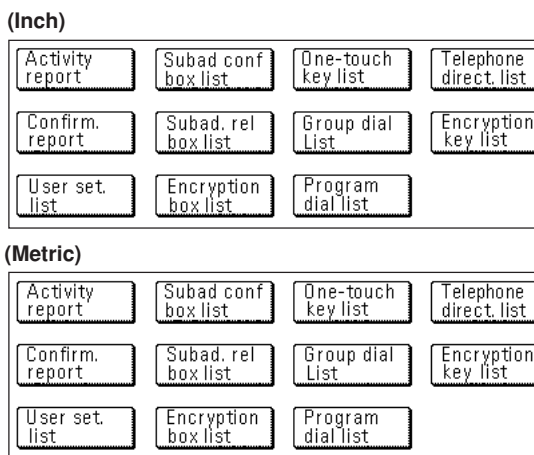 (Inch)
Activity report
Subad conf box list
One-touch key list
Telephone direct. list
Confirm. report
Subad. rel box list
Group dial List
Encryption key list
User set. list
Encryption box list
Program dial list
(Metric)
Activity report
Subad conf box list
One-touch key list
Telephone direct. list
Confirm. report
Subad. rel box list
Group dial List
Encryption key list
User set. list
Encryption box list
Program dial list